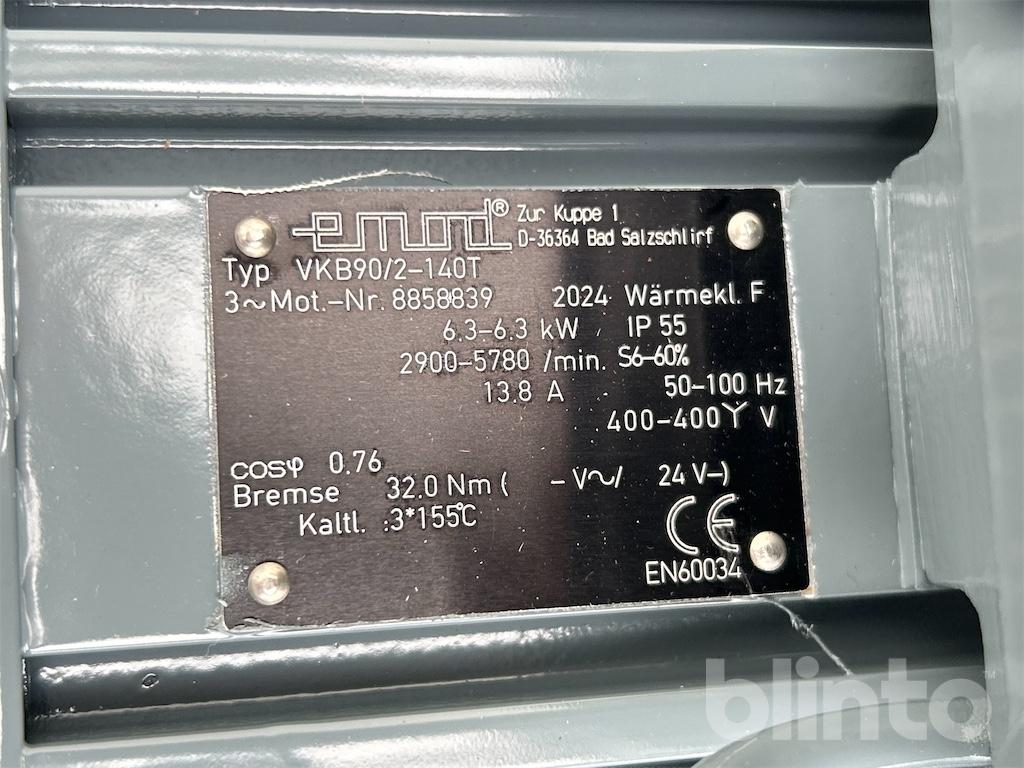 emord® Zur Kuppe 1
D-36364 Bad Salzschlirf
Typ VKB90/2-140T
3~Mot.-Nr. 8858839 2024 Wärmekl. F
6.3-6.3 kW IP 55
2900-5780 /min. S6-60%
13.8 A 50-100 Hz
400-400Y V
cosφ 0.76
Bremse 32.0 Nm ( - V~/ 24 V-)
Kaltl. :3*155°C
CE
EN60034
blinto